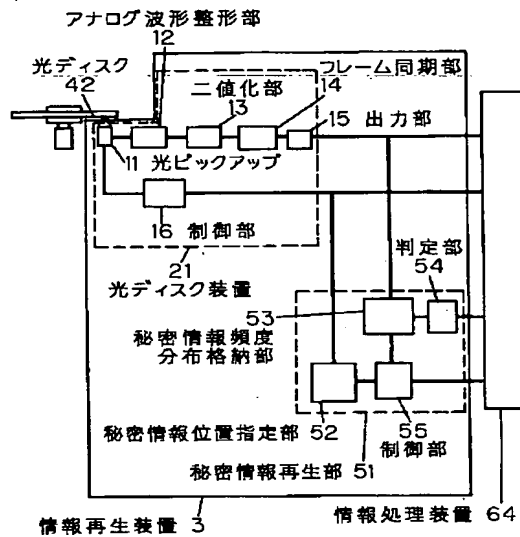 アナログ波形整形部
12
光ディスク
42
フレーム同期部
二値化部
13
14
15 出力部
11 光ピックアップ
16 制御部
21
光ディスク装置
判定部
54
53
秘密情報頻度
分布格納部
秘密情報位置指定部 52
55
制御部
秘密情報再生部 51
情報再生装置 3
情報処理装置 64